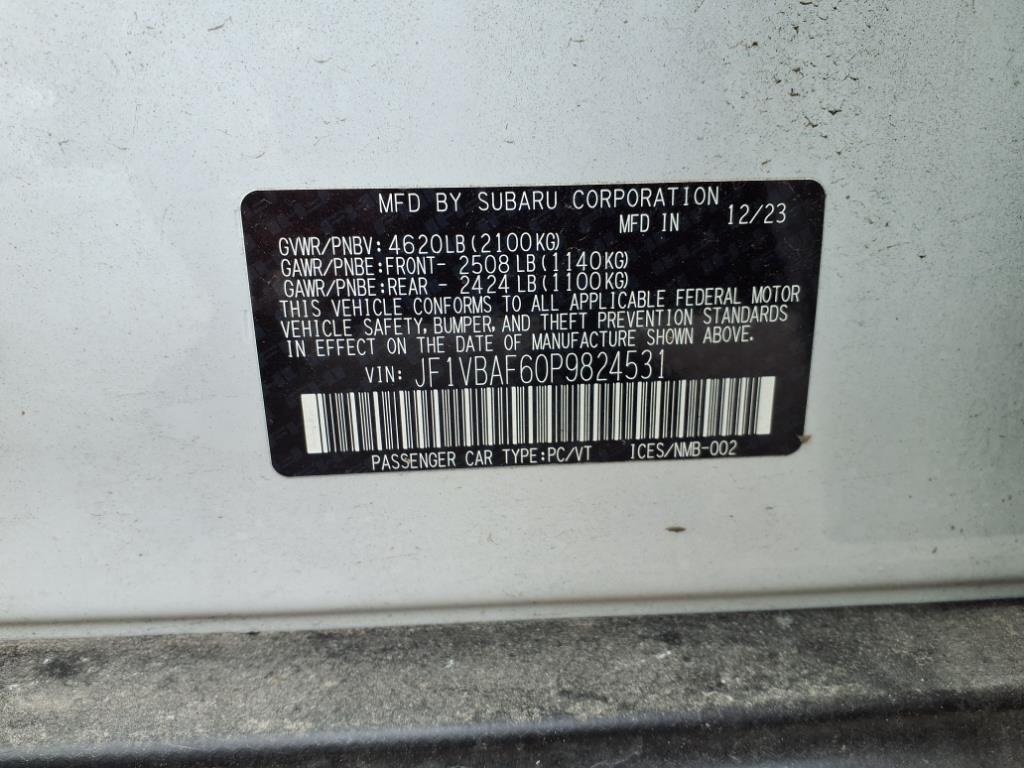 MFD BY SUBARU CORPORATION
MFD IN 12/23
GVWR/PNBV: 4620LB(2100KG)
GAWR/PNBE:FRONT- 2508 LB(1140KG)
GAWR/PNBE:REAR - 2424 LB(1100KG)
THIS VEHICLE CONFORMS TO ALL APPLICABLE FEDERAL MOTOR
VEHICLE SAFETY, BUMPER, AND THEFT PREVENTION STANDARDS
IN EFFECT ON THE DATE OF MANUFACTURE SHOWN ABOVE.
VIN: JF1VBAF60P9824531
PASSENGER CAR TYPE:PC/VT ICES/NMB-002